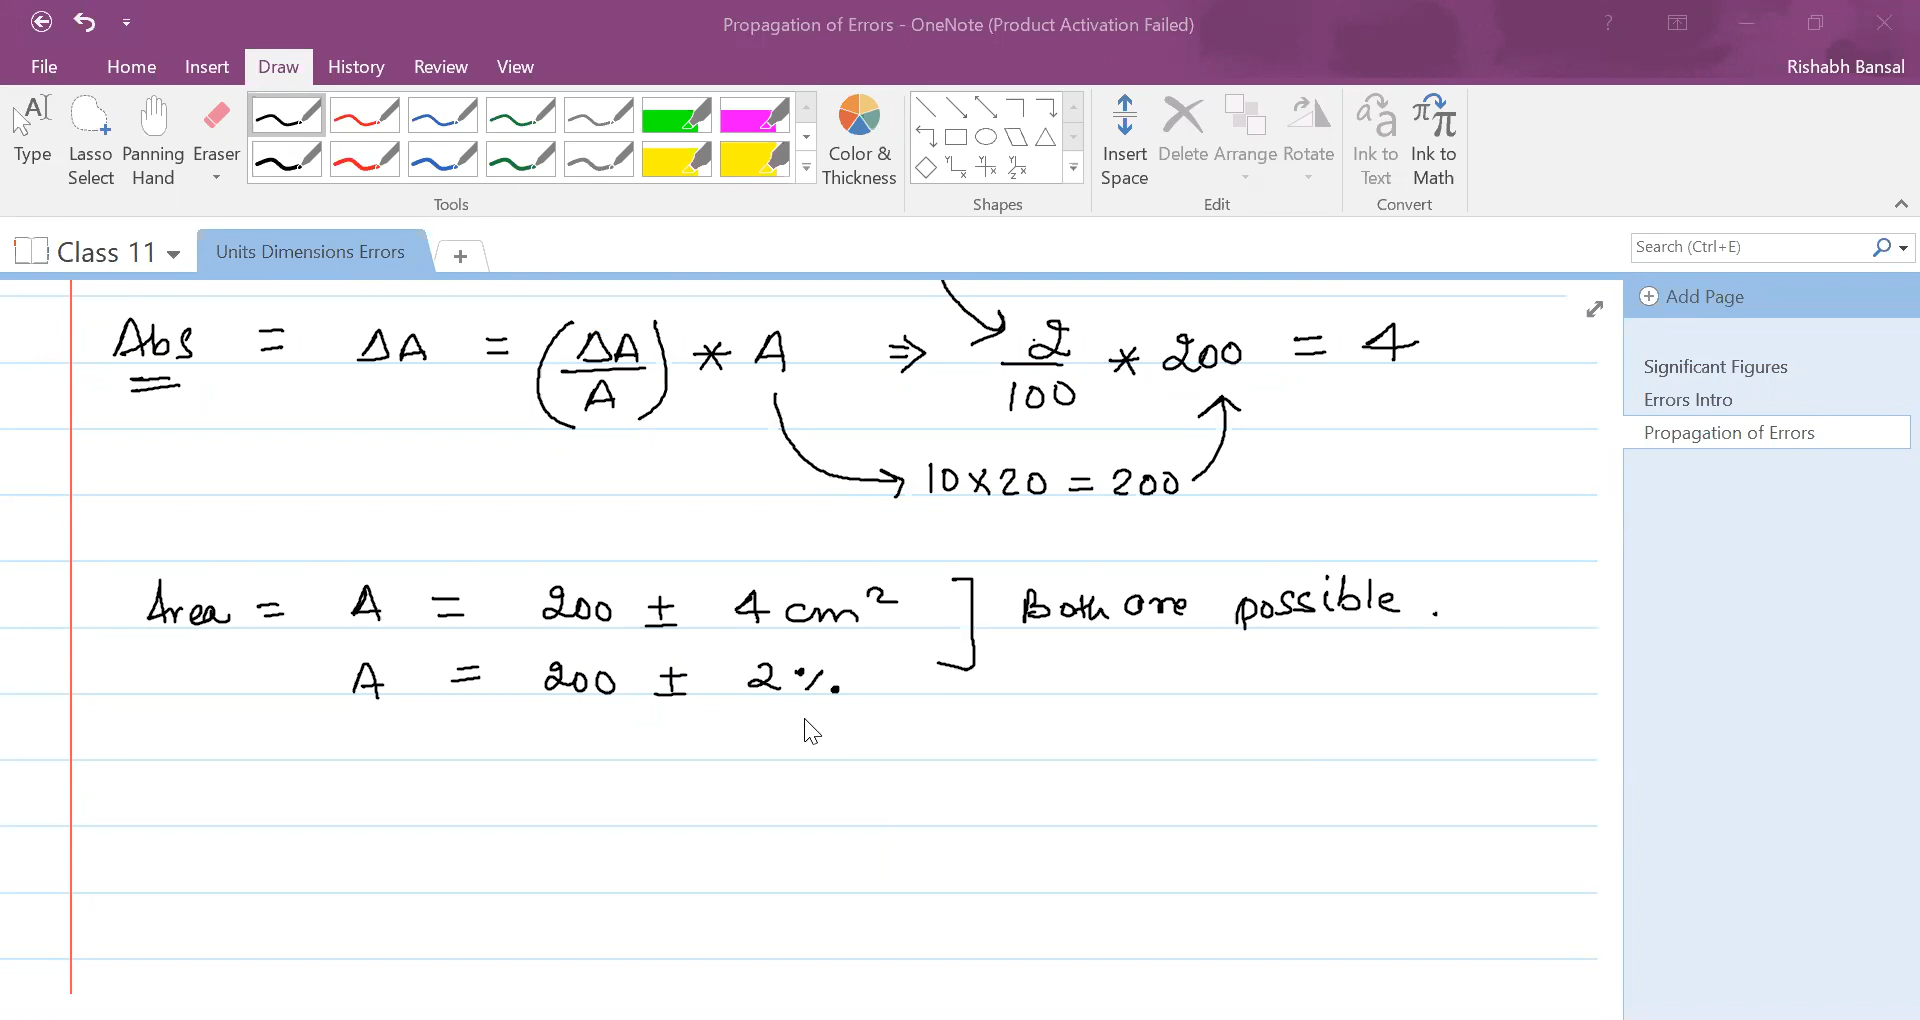 Propagation of Errors - OneNote (Product Activation Failed)
?
File Home Insert Draw History Review View Rishabh Bansal
Type Lasso Select Panning Hand Eraser Color & Thickness Insert Space Delete Arrange Rotate Ink to Text Ink to Math
Tools Shapes Edit Convert
Class 11 Units Dimensions Errors + Search (Ctrl+E)
Add Page
Significant Figures
Errors Intro
Propagation of Errors
Abs = ΔA = (ΔA/A) * A ⇒ 2/100 * 200 = 4
10 × 20 = 200
Area = A = 200 ± 4 cm² ] Both are possible.
A = 200 ± 2 %.